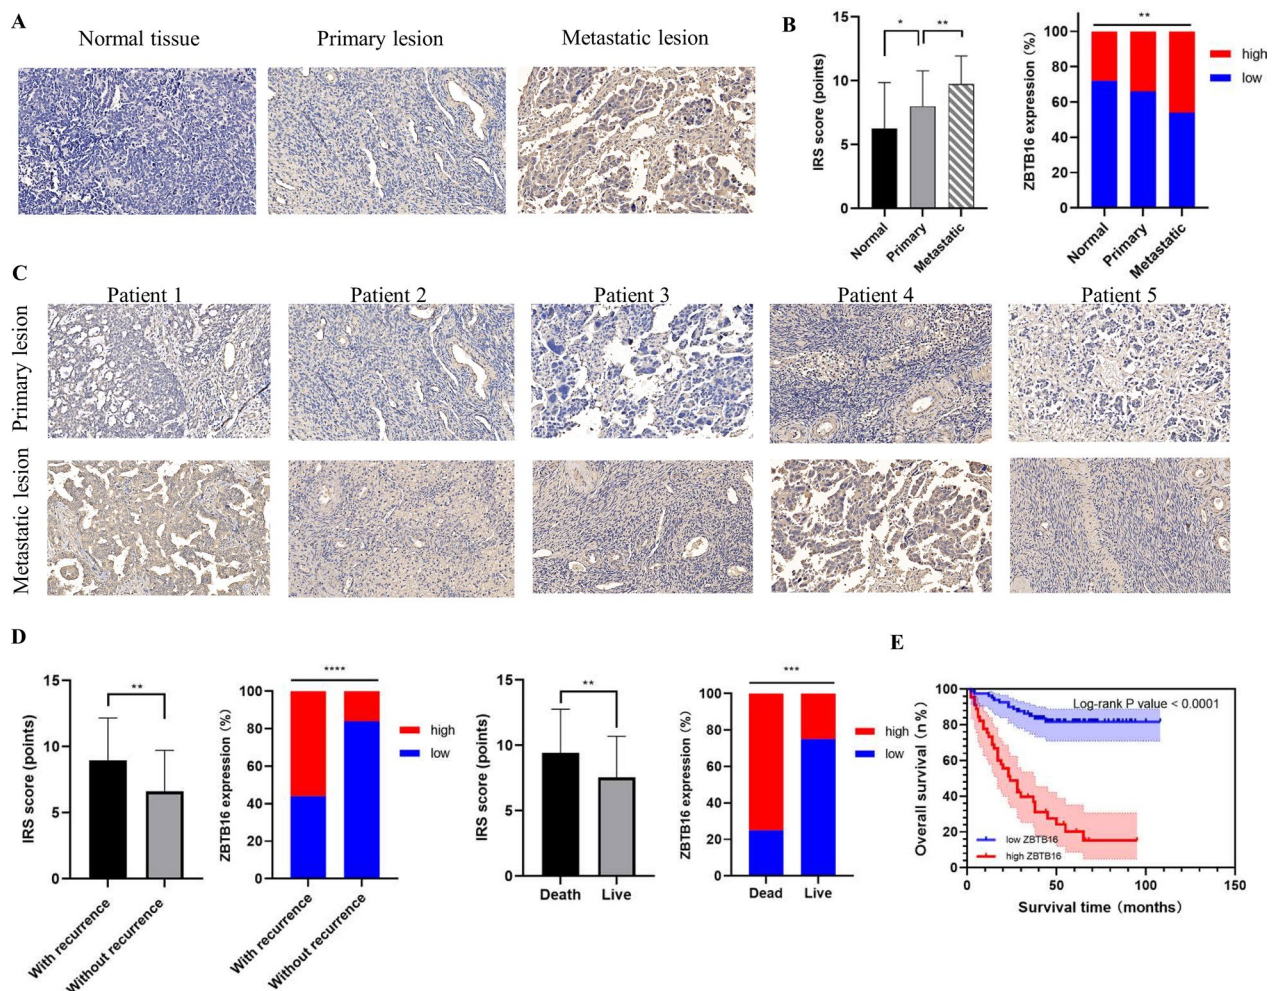 A
Normal tissue
Primary lesion
Metastatic lesion
B
15
10
5
0
IRS score (points)
*
**
Normal
Primary
Metastatic
**
100
80
60
40
20
0
ZBTB16 expression (%)
high
low
Normal
Primary
Metastatic
C
Patient 1
Patient 2
Patient 3
Patient 4
Patient 5
Primary lesion
Metastatic lesion
D
15
10
5
0
IRS score (points)
**
With recurrence
Without recurrence
****
100
80
60
40
20
0
ZBTB16 expression (%)
high
low
With recurrence
Without recurrence
15
10
5
0
IRS score (points)
**
Death
Live
***
100
80
60
40
20
0
ZBTB16 expression (%)
high
low
Dead
Live
E
100
80
60
40
20
0
Overall survival (n %)
Log-rank P value < 0.0001
low ZBTB16
high ZBTB16
0
50
100
150
Survival time (months)